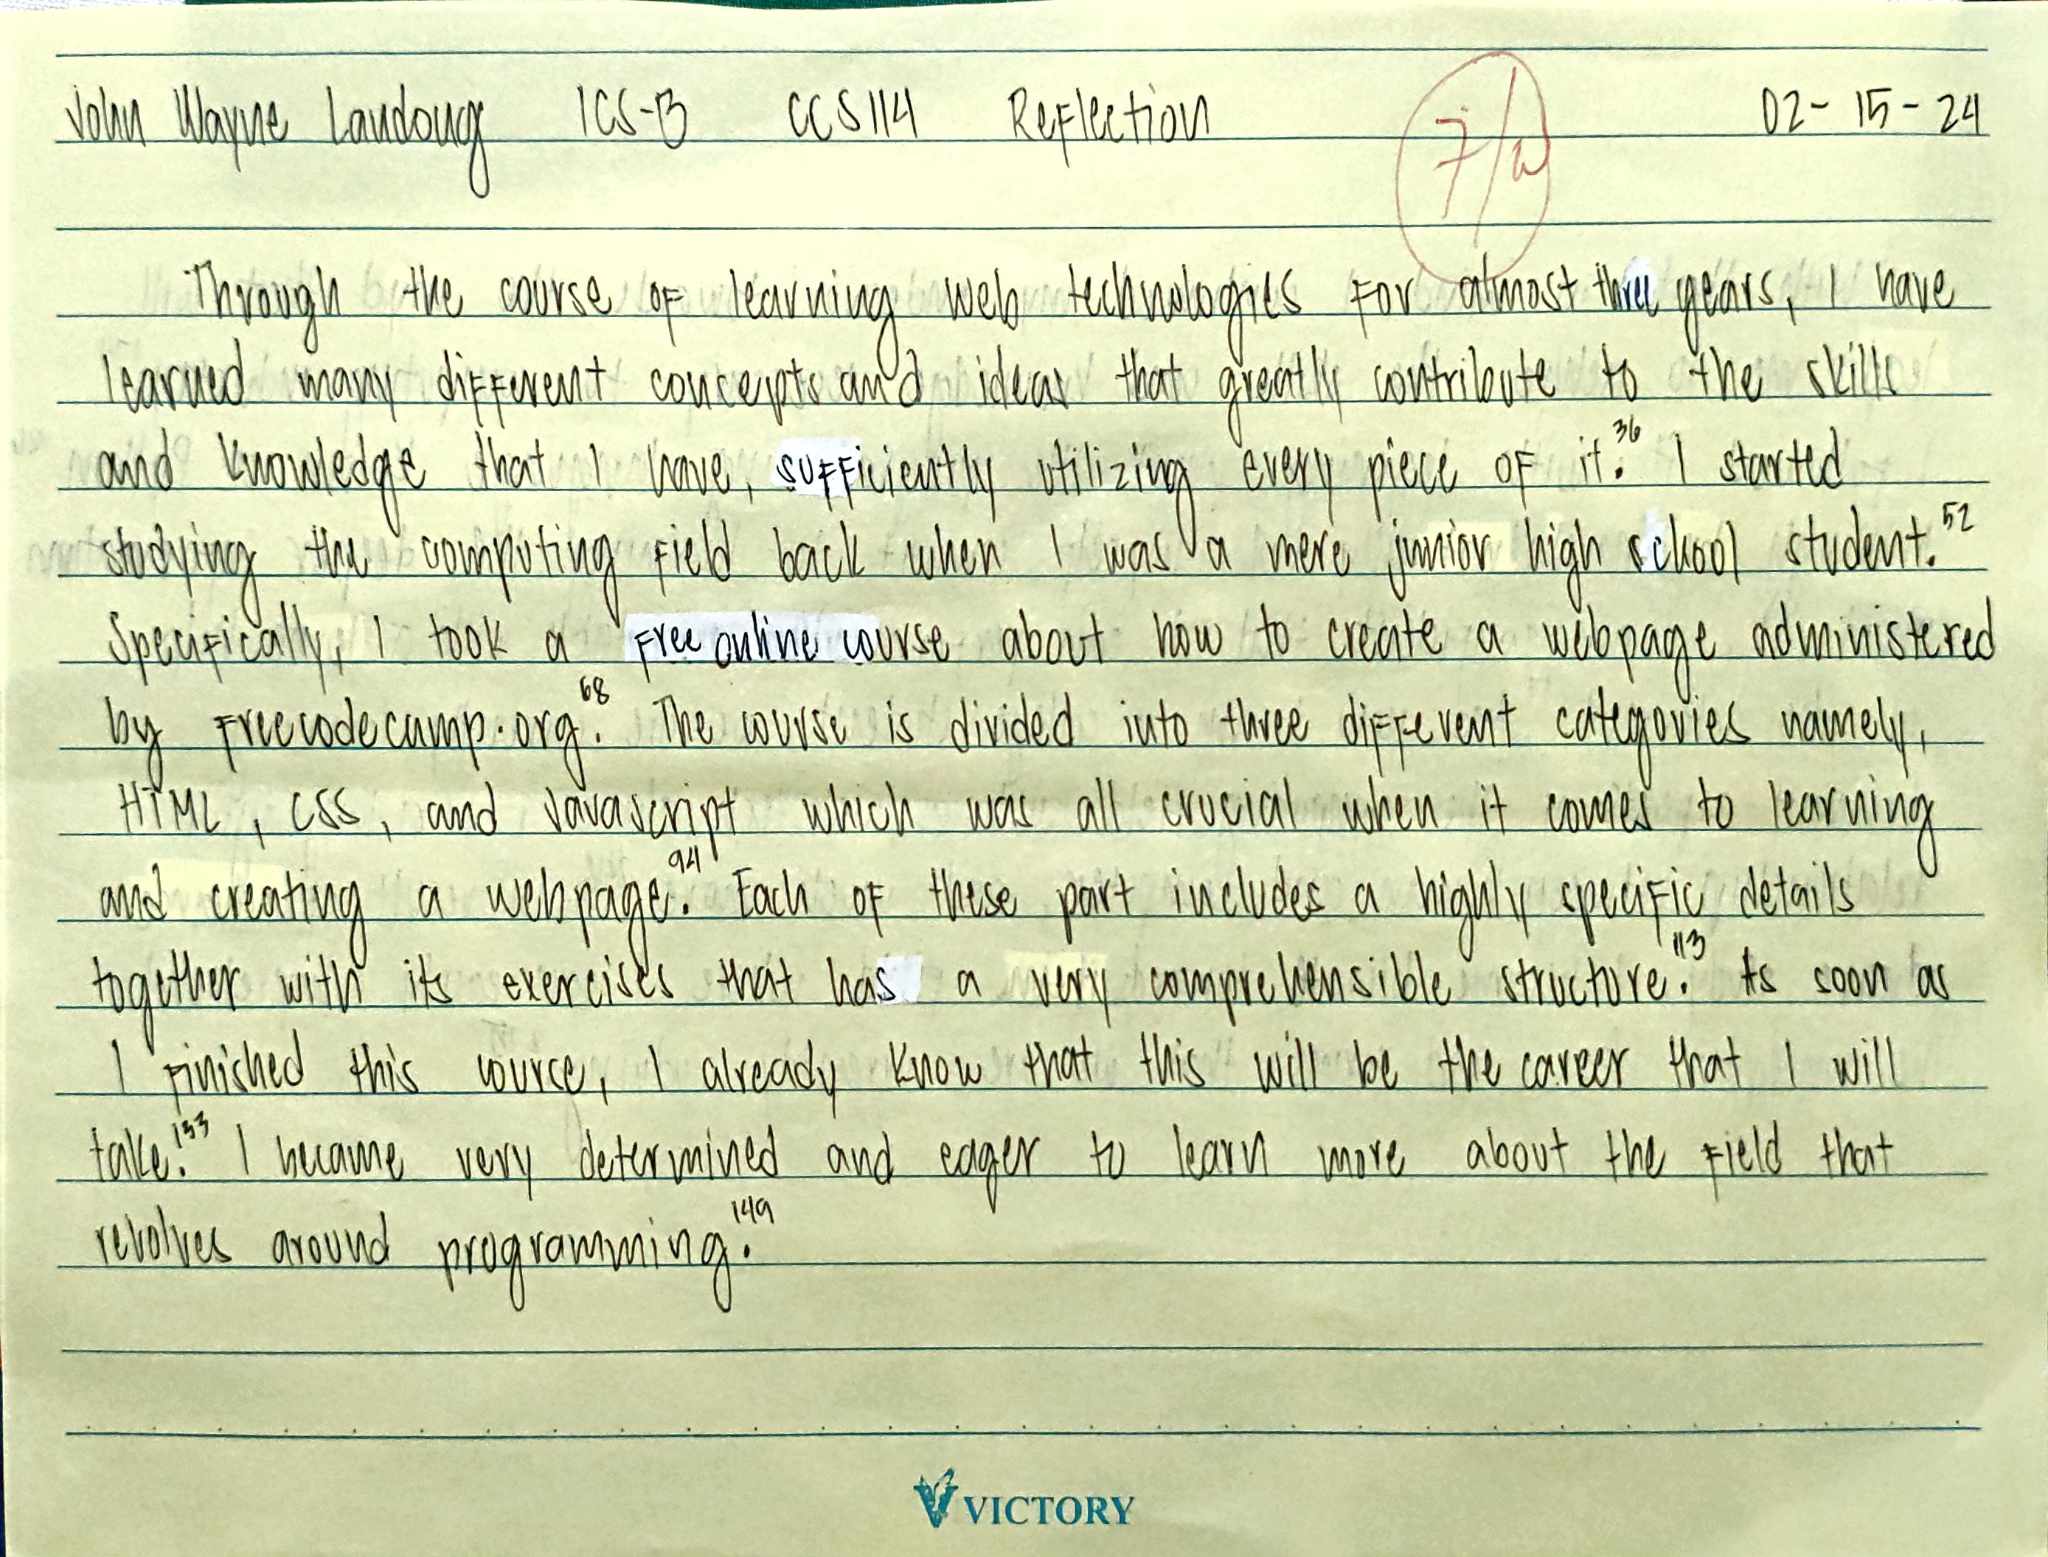 John Wayne Landoug 1CS-B CCS114 Reflection 02-15-24
Through the course of learning web technologies for almost three years, I have
learned many different concepts and ideas that greatly contribute to the skills
and knowledge that I have, sufficiently utilizing every piece of it.³⁶ I started
studying the computing field back when I was a mere junior high school student.⁵²
Specifically, I took a free online course about how to create a webpage administered
by freecodecamp.org.⁶⁸ The course is divided into three different categories namely,
HTML, CSS, and Javascript which was all crucial when it comes to learning
and creating a webpage.⁹⁴ Each of these part includes a highly specific details
together with its exercises that has a very comprehensible structure.¹¹³ As soon as
I finished this course, I already know that this will be the career that I will
take.¹³³ I became very determined and eager to learn more about the field that
revolves around programming.¹⁴⁹
VICTORY